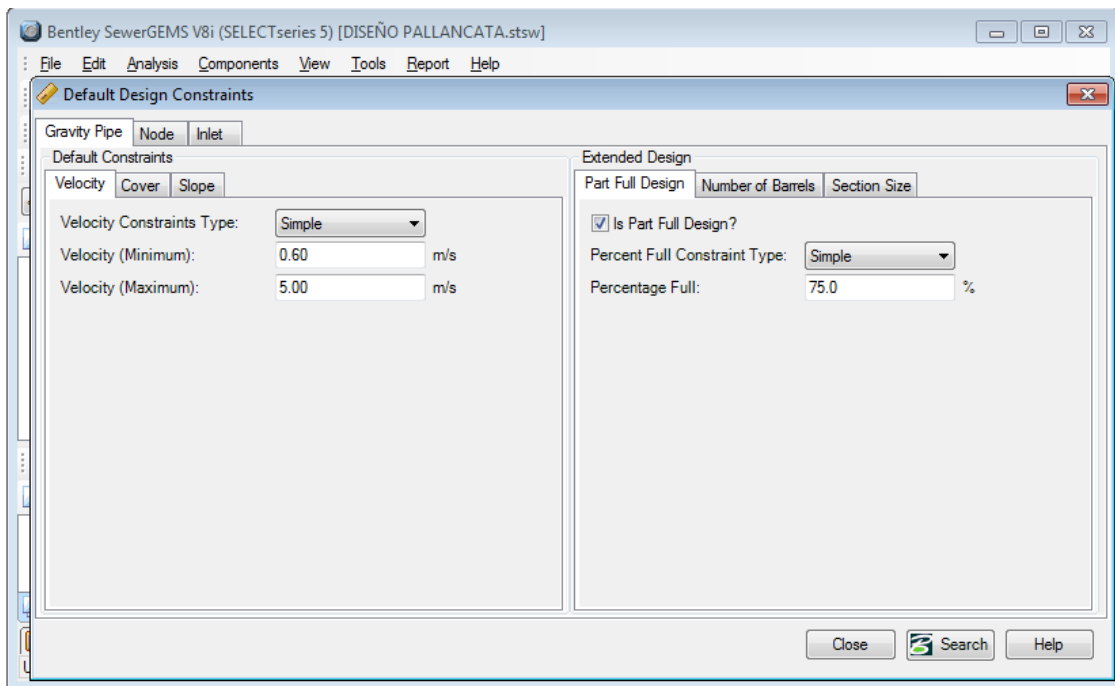 Bentley SewerGEMS V8i (SELECTseries 5) [DISEÑO PALLANCATA.stsw]
File Edit Analysis Components View Tools Report Help
Default Design Constraints
Gravity Pipe Node Inlet
Default Constraints
Velocity Cover Slope
Velocity Constraints Type: Simple
Velocity (Minimum): 0.60 m/s
Velocity (Maximum): 5.00 m/s
Extended Design
Part Full Design Number of Barrels Section Size
Is Part Full Design?
Percent Full Constraint Type: Simple
Percentage Full: 75.0 %
Close Search Help